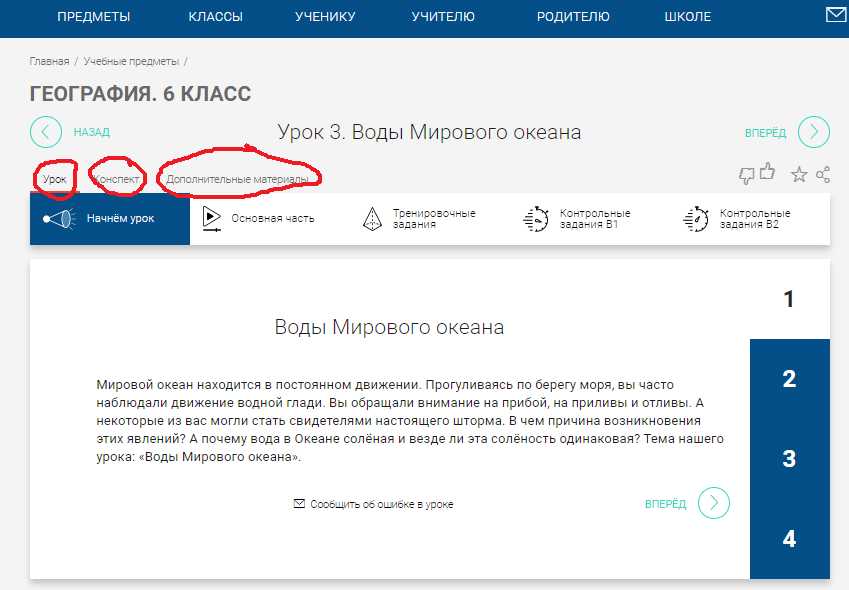 ПРЕДМЕТЫ КЛАССЫ УЧЕНИКУ УЧИТЕЛЮ РОДИТЕЛЮ ШКОЛЕ
Главная / Учебные предметы /
ГЕОГРАФИЯ. 6 КЛАСС
НАЗАД Урок 3. Воды Мирового океана ВПЕРЁД
Урок Конспект Дополнительные материалы
Начнём урок Основная часть Тренировочные задания Контрольные задания В1 Контрольные задания В2
1
Воды Мирового океана
2
Мировой океан находится в постоянном движении. Прогуливаясь по берегу моря, вы часто
наблюдали движение водной глади. Вы обращали внимание на прибой, на приливы и отливы. А
некоторые из вас могли стать свидетелями настоящего шторма. В чем причина возникновения
этих явлений? А почему вода в Океане солёная и везде ли эта солёность одинаковая? Тема нашего
урока: «Воды Мирового океана».
3
Сообщить об ошибке в уроке ВПЕРЁД
4